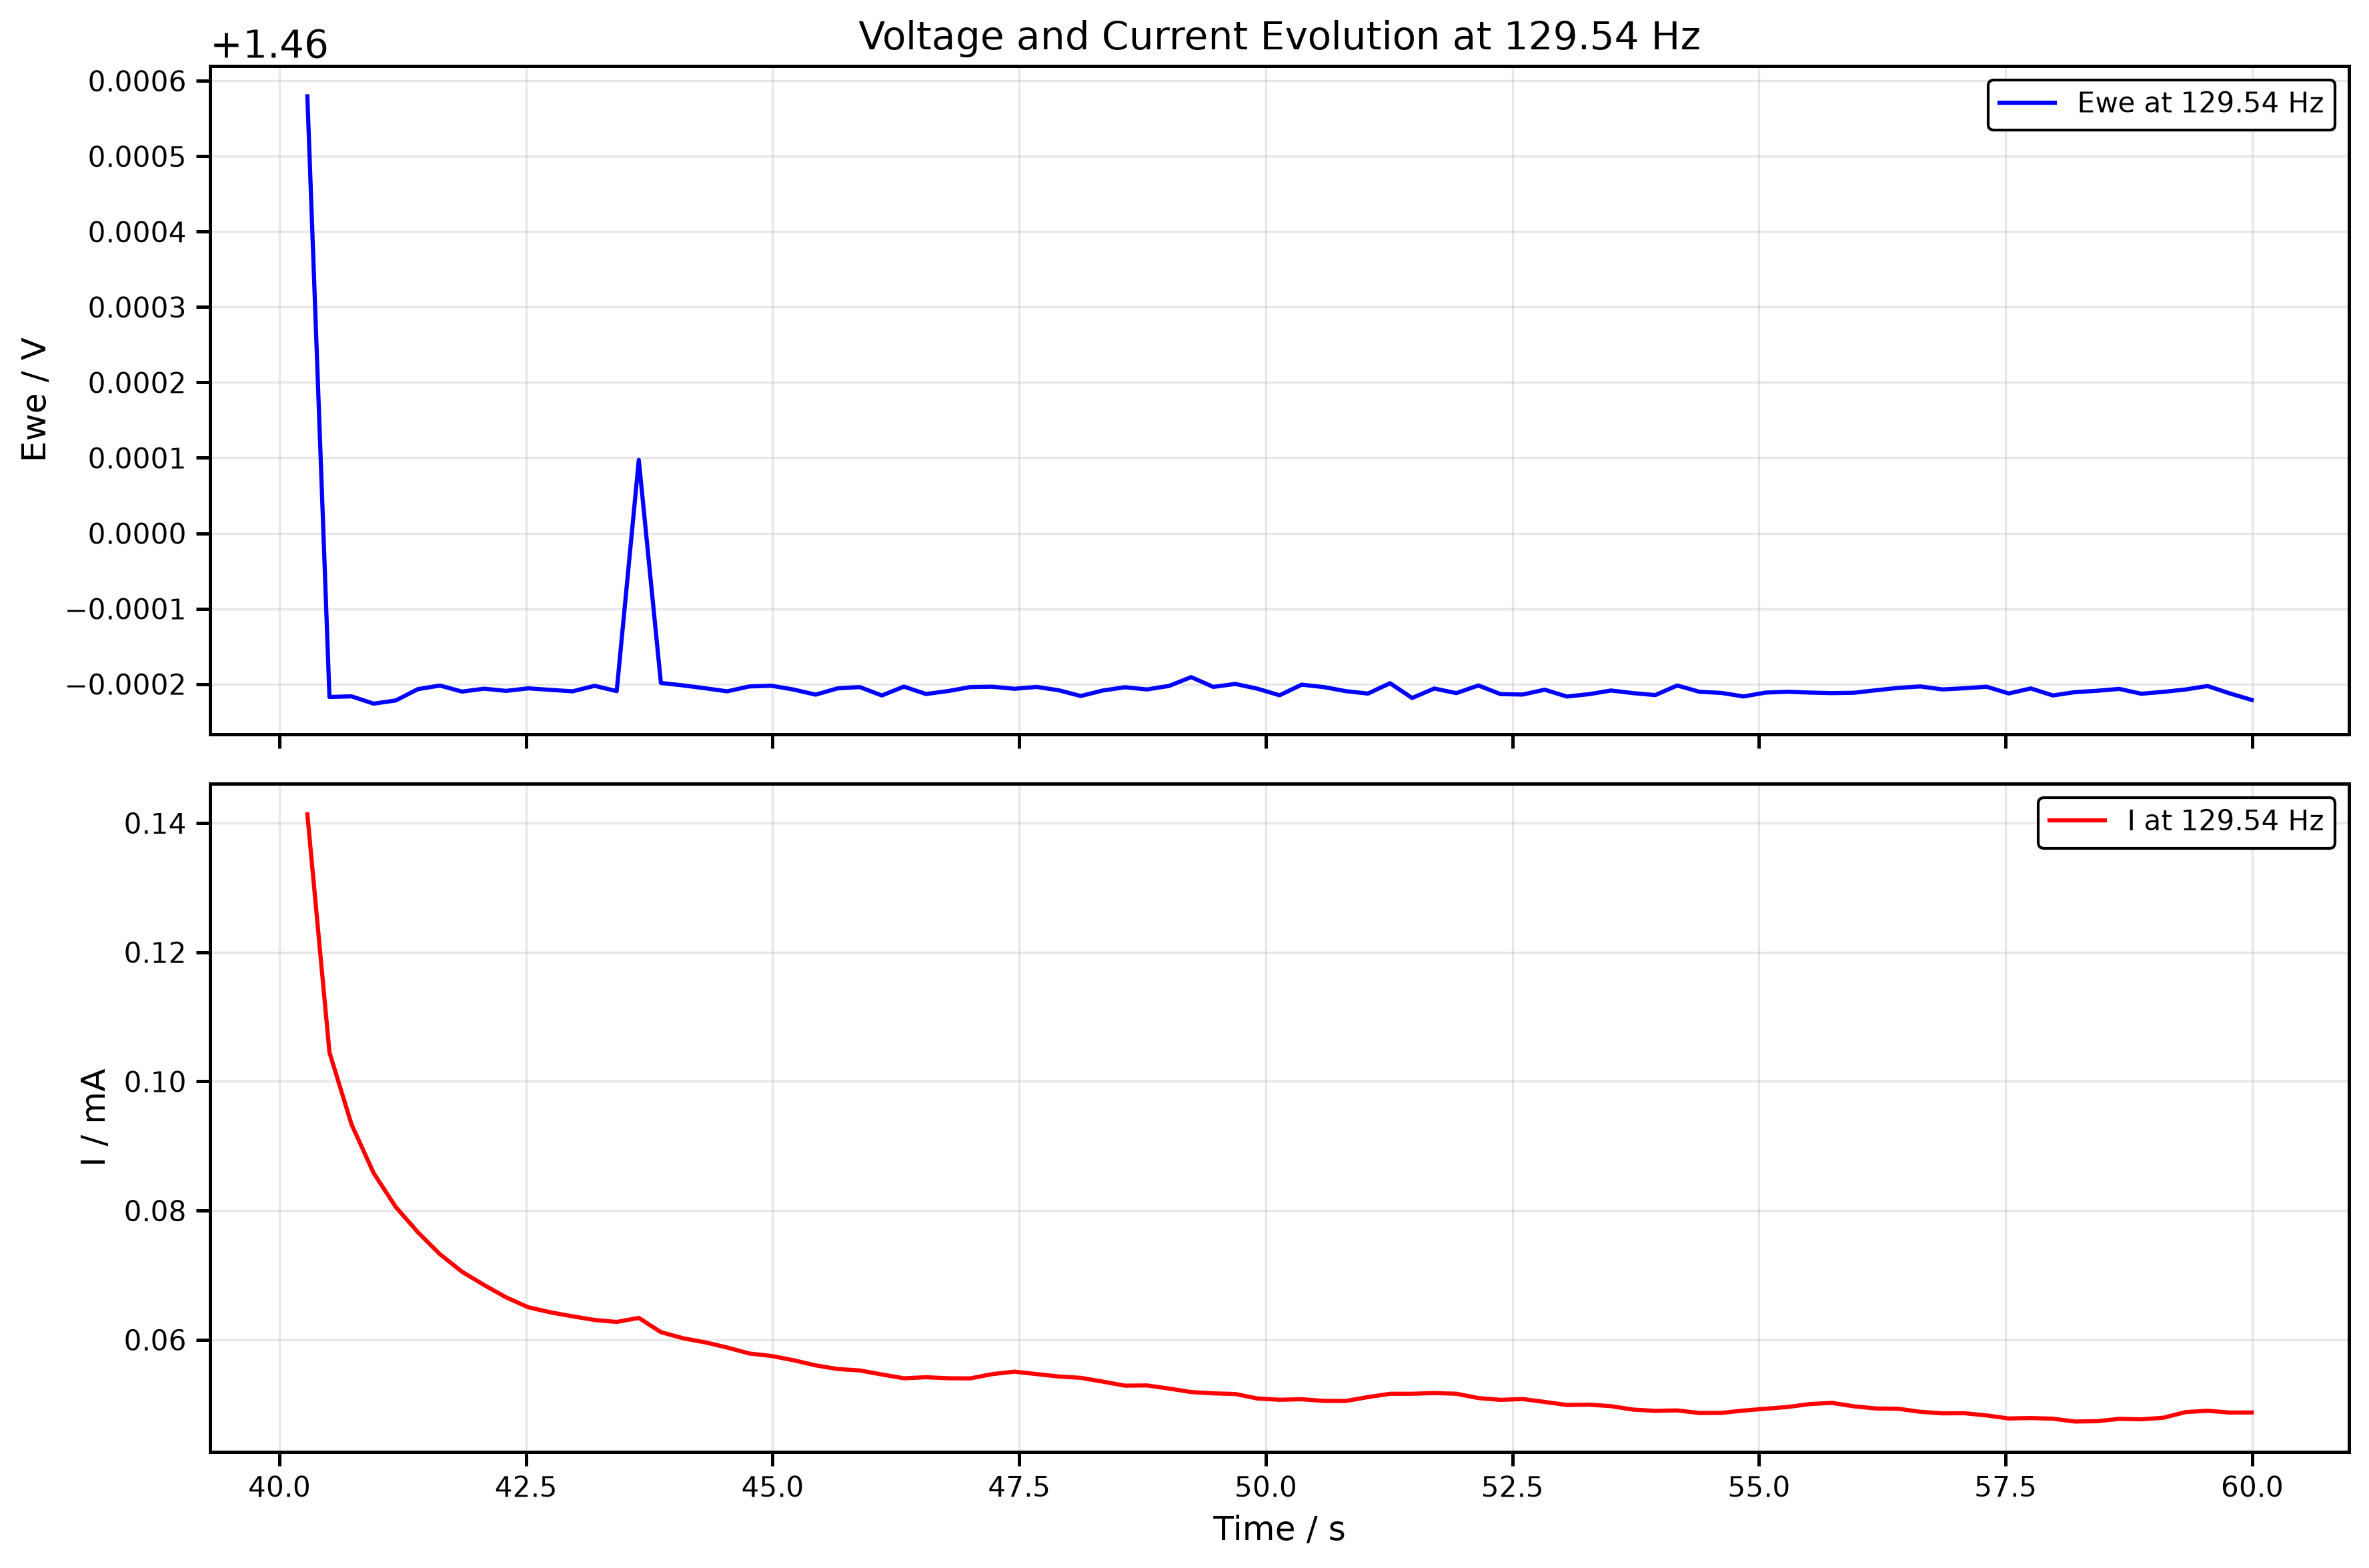 Voltage and Current Evolution at 129.54 Hz
+1.46
0.0006
0.0005
0.0004
0.0003
0.0002
0.0001
0.0000
−0.0001
−0.0002
Ewe / V
Ewe at 129.54 Hz
0.14
0.12
0.10
0.08
0.06
I / mA
I at 129.54 Hz
40.0 42.5 45.0 47.5 50.0 52.5 55.0 57.5 60.0
Time / s